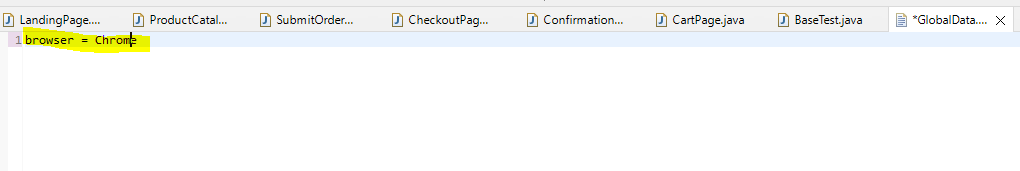 LandingPage.... ProductCatal... SubmitOrder... CheckoutPag... Confirmation... CartPage.java BaseTest.java *GlobalData....
1 browser = Chrome